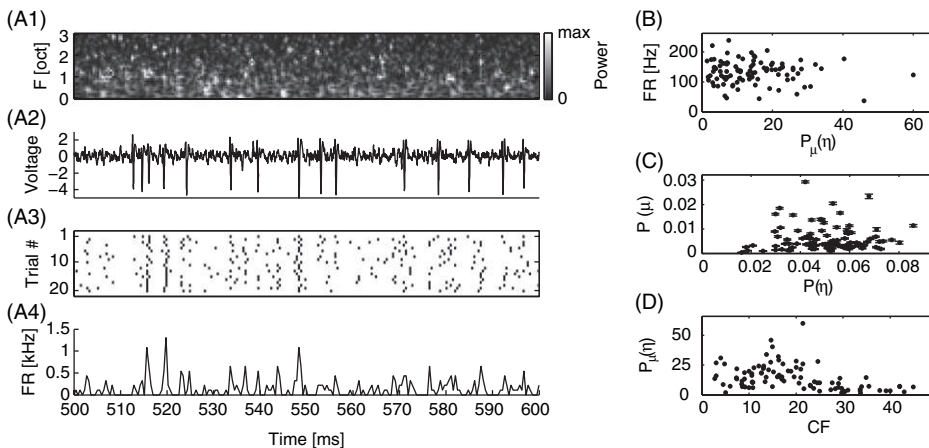 (A1)
3
2
1
0
F [oct]
max
0
Power
(A2)
2
0
−2
−4
Voltage
(A3)
1
10
20
Trial #
(A4)
1.5
1
0.5
0
FR [kHz]
500 510 520 530 540 550 560 570 580 590 600
Time [ms]
(B)
200
100
0
FR [Hz]
0 20 40 60
Pμ(η)
(C)
0.03
0.02
0.01
0
P (μ)
0 0.02 0.04 0.06 0.08
P(η)
(D)
50
25
0
Pμ(η)
0 10 20 30 40
CF